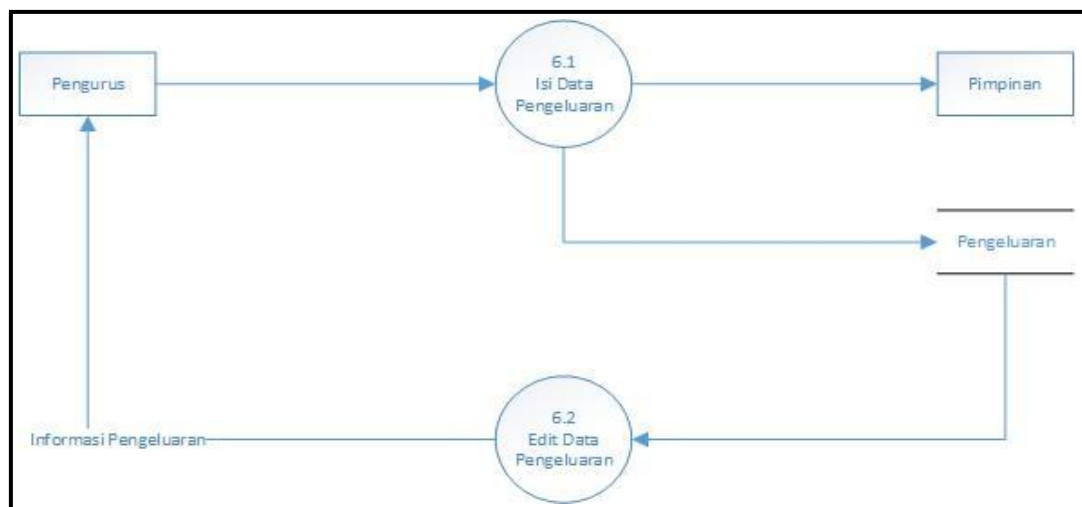 Pengurus
6.1
Isi Data
Pengeluaran
Pimpinan
Pengeluaran
Informasi Pengeluaran
6.2
Edit Data
Pengeluaran